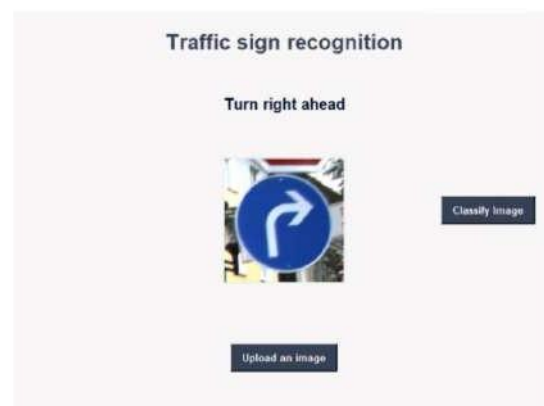 Traffic sign recognition
Turn right ahead
Classify Image
Upload an image